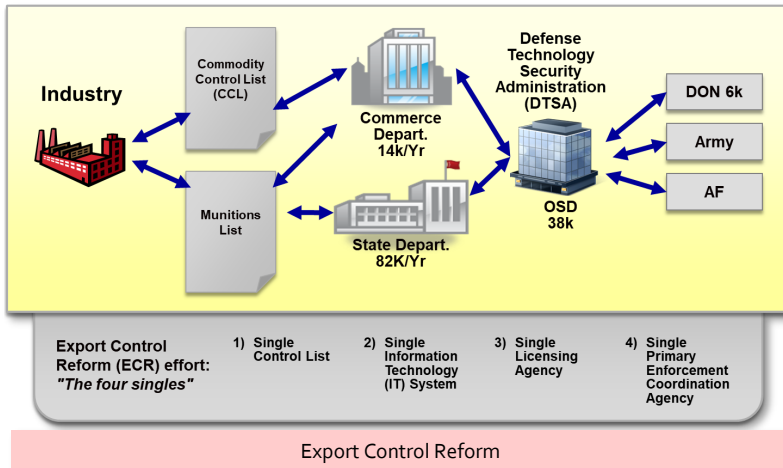 Industry
Commodity
Control List
(CCL)
Munitions
List
Commerce
Depart.
14k/Yr
State Depart.
82K/Yr
Defense
Technology
Security
Administration
(DTSA)
OSD
38k
DON 6k
Army
AF
Export Control
Reform (ECR) effort:
"The four singles"
1) Single
Control List
2) Single
Information
Technology
(IT) System
3) Single
Licensing
Agency
4) Single
Primary
Enforcement
Coordination
Agency
Export Control Reform